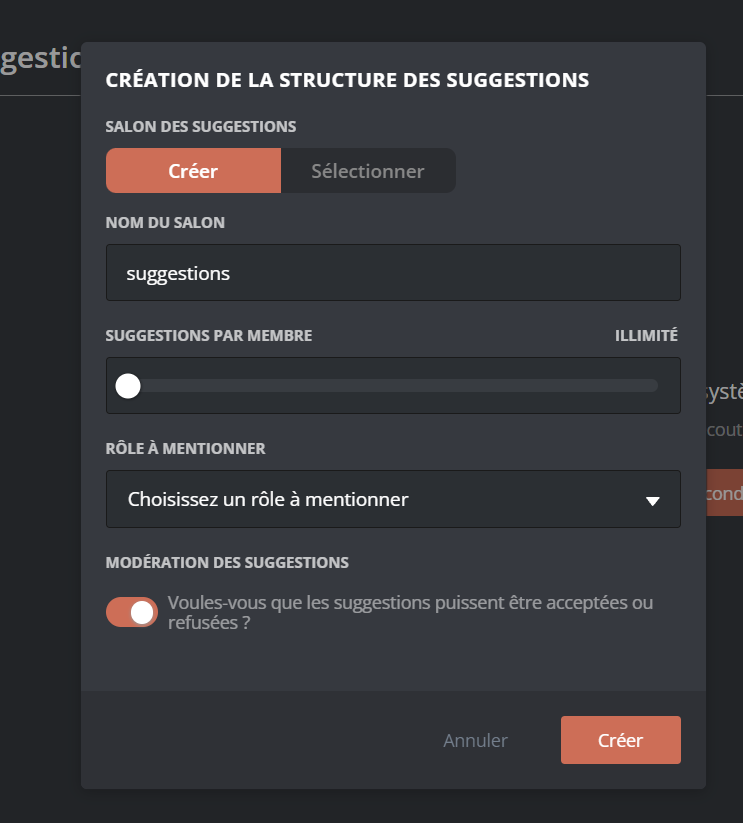 gestio
CRÉATION DE LA STRUCTURE DES SUGGESTIONS
SALON DES SUGGESTIONS
Créer Sélectionner
NOM DU SALON
suggestions
SUGGESTIONS PAR MEMBRE ILLIMITÉ
systè
RÔLE À MENTIONNER
cout
Choisissez un rôle à mentionner
cond
MODÉRATION DES SUGGESTIONS
Voules-vous que les suggestions puissent être acceptées ou
refusées ?
Annuler Créer